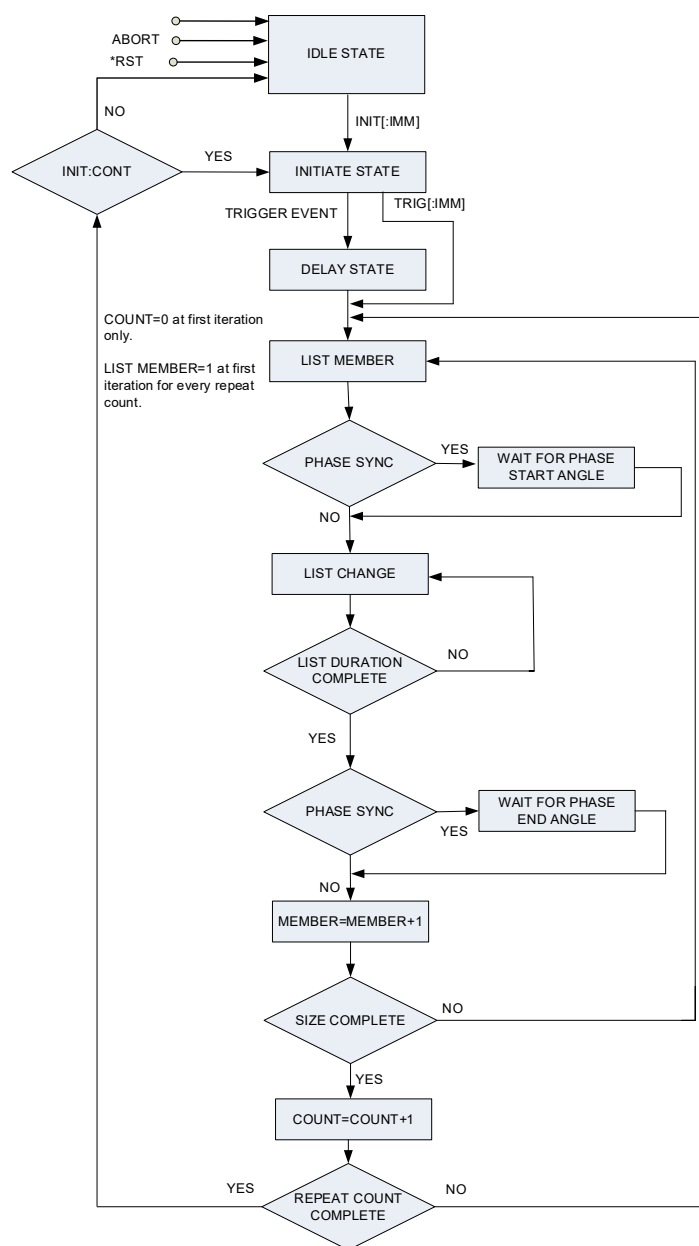 ABORT
*RST
IDLE STATE
NO
INIT[:IMM]
INIT:CONT
YES
INITIATE STATE
TRIGGER EVENT
TRIG[:IMM]
DELAY STATE
COUNT=0 at first iteration
only.
LIST MEMBER=1 at first
iteration for every repeat
count.
LIST MEMBER
PHASE SYNC
YES
WAIT FOR PHASE
START ANGLE
NO
LIST CHANGE
LIST DURATION
COMPLETE
NO
YES
PHASE SYNC
YES
WAIT FOR PHASE
END ANGLE
NO
MEMBER=MEMBER+1
SIZE COMPLETE
NO
YES
COUNT=COUNT+1
YES
REPEAT COUNT
COMPLETE
NO